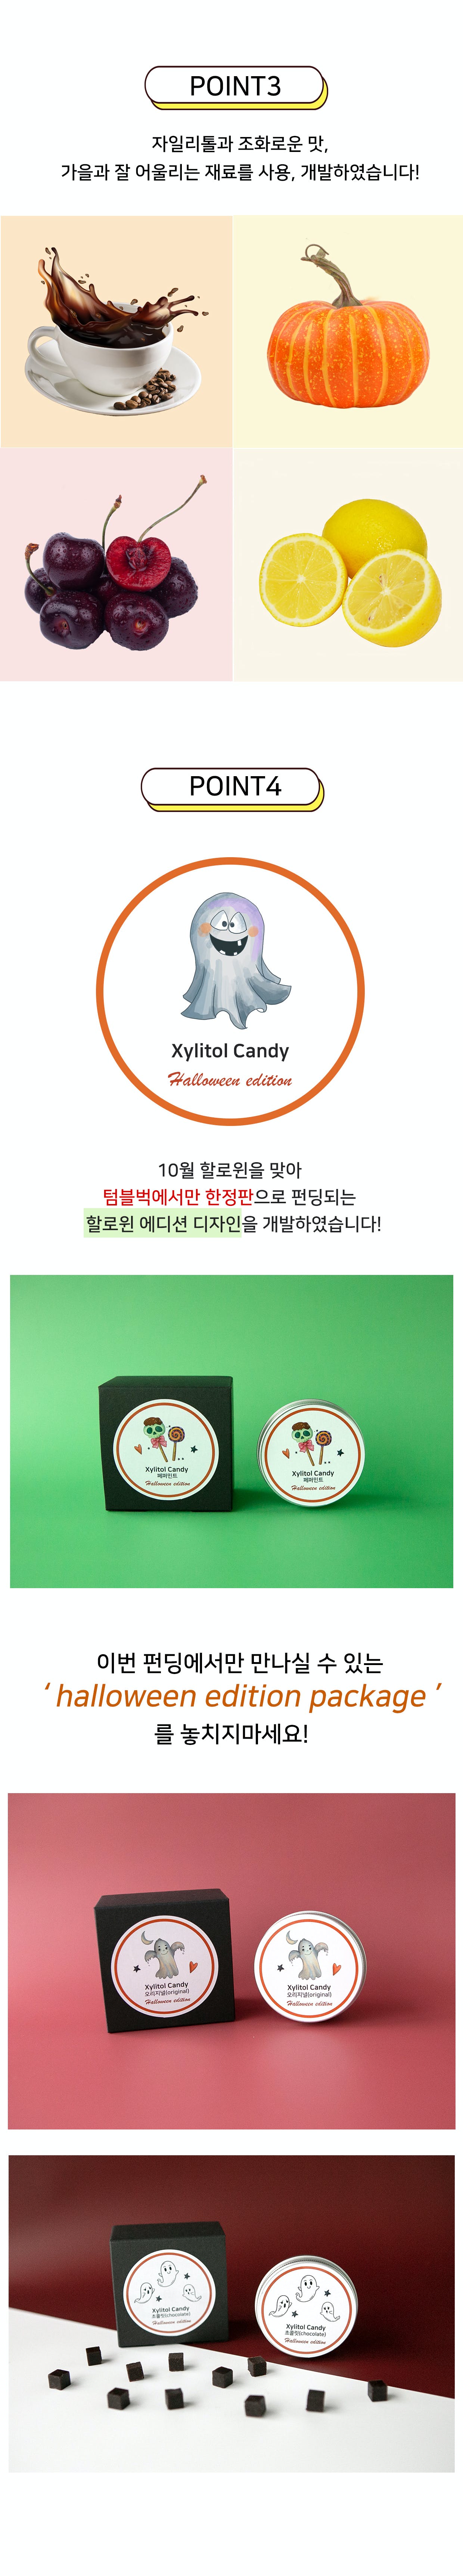 POINT3
자일리톨과 조화로운 맛,
가을과 잘 어울리는 재료를 사용, 개발하였습니다!
POINT4
Xylitol Candy
Halloween edition
10월 할로윈을 맞아
텀블벅에서만 한정판으로 펀딩되는
할로윈 에디션 디자인을 개발하였습니다!
Xylitol Candy
페퍼민트
Halloween edition
Xylitol Candy
페퍼민트
Halloween edition
이번 펀딩에서만 만나실 수 있는
‘ halloween edition package ’
를 놓치지마세요!
Xylitol Candy
오리지널(original)
Halloween edition
Xylitol Candy
오리지널(original)
Halloween edition
Xylitol Candy
초콜릿(chocolate)
Halloween edition
Xylitol Candy
초콜릿(chocolate)
Halloween edition